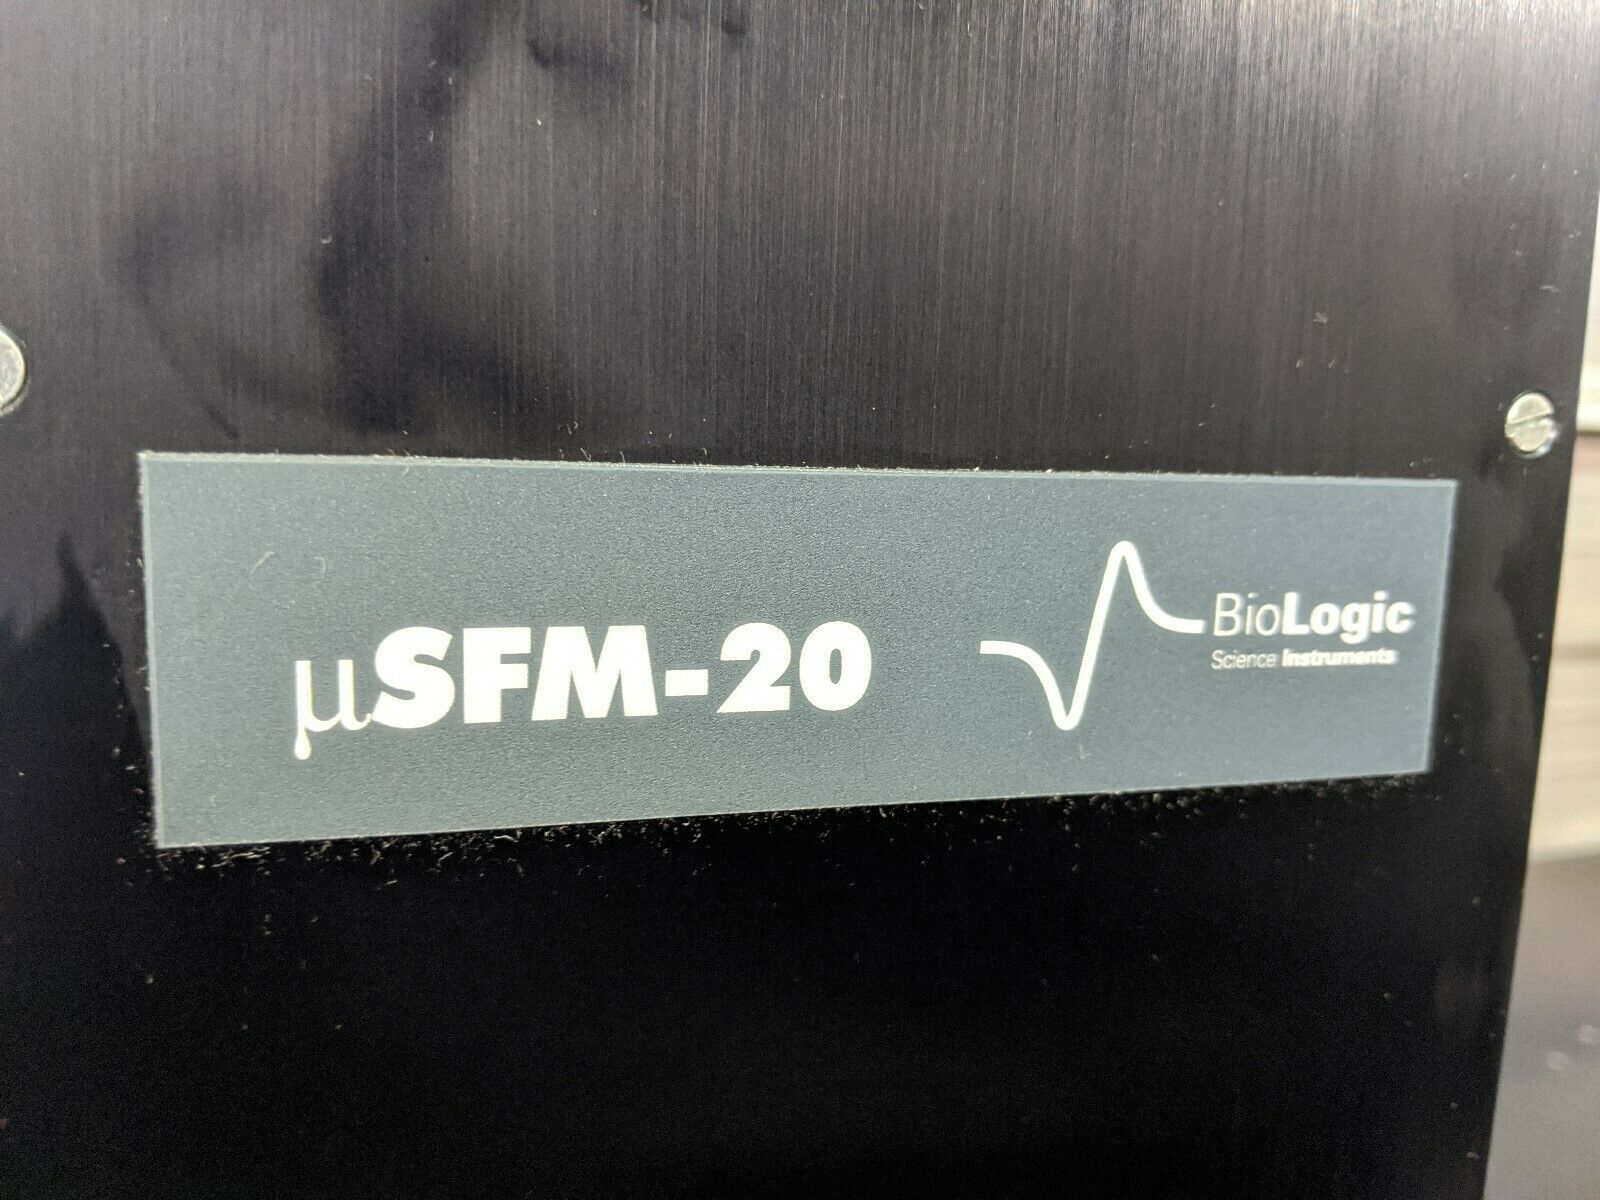 µSFM-20
BioLogic
Science Instruments